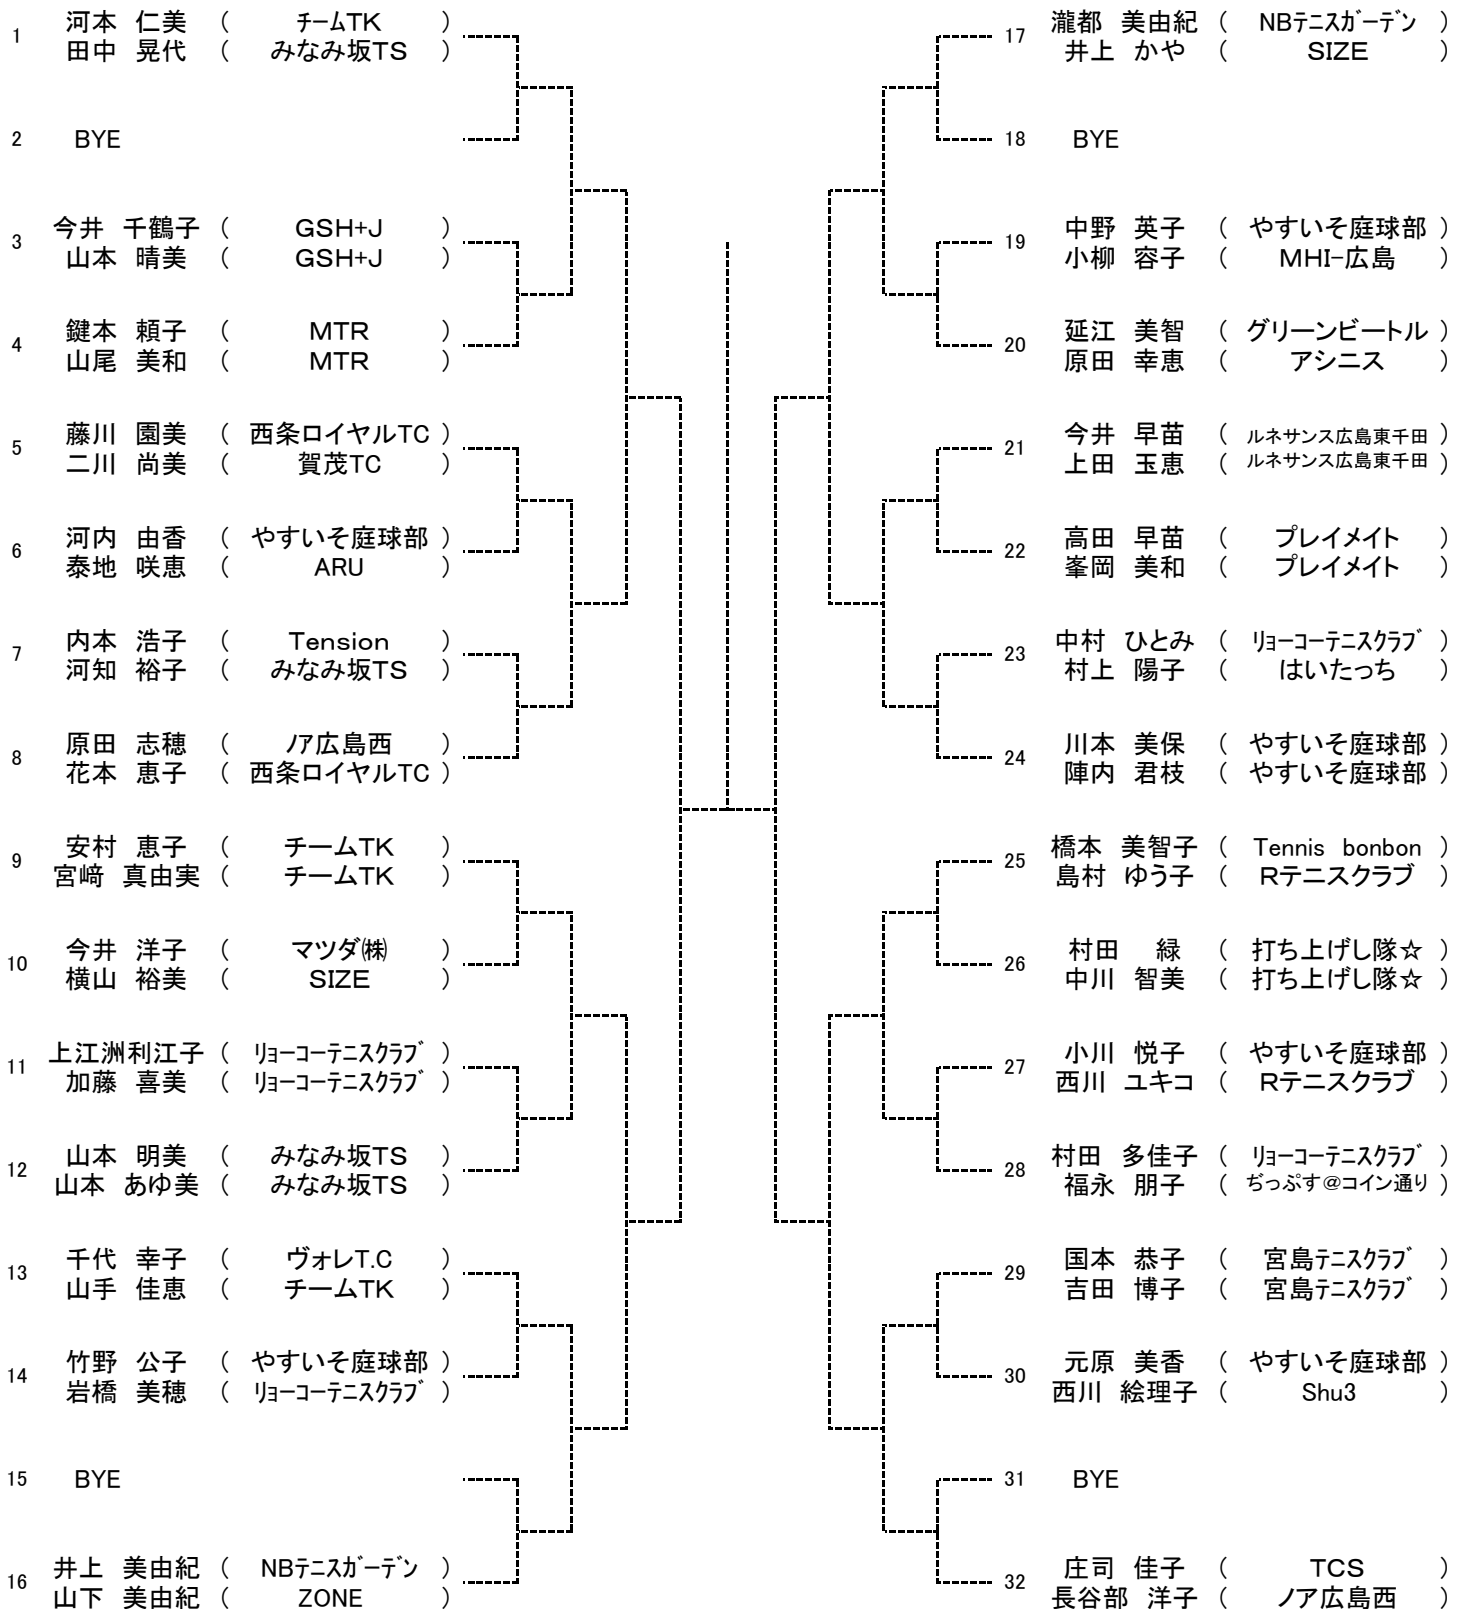 1 河本 仁美 ( チームTK )
田中 晃代 ( みなみ坂TS )
2 BYE
3 今井 千鶴子 ( GSH+J )
山本 晴美 ( GSH+J )
4 鍵本 頼子 ( MTR )
山尾 美和 ( MTR )
5 藤川 園美 ( 西条ロイヤルTC )
二川 尚美 ( 賀茂TC )
6 河内 由香 ( やすいそ庭球部 )
泰地 咲恵 ( ARU )
7 内本 浩子 ( Tension )
河知 裕子 ( みなみ坂TS )
8 原田 志穂 ( ノア広島西 )
花本 恵子 ( 西条ロイヤルTC )
9 安村 恵子 ( チームTK )
宮﨑 真由実 ( チームTK )
10 今井 洋子 ( マツダ㈱ )
横山 裕美 ( SIZE )
11 上江洲利江子 ( リョーコーテニスクラブ )
加藤 喜美 ( リョーコーテニスクラブ )
12 山本 明美 ( みなみ坂TS )
山本 あゆ美 ( みなみ坂TS )
13 千代 幸子 ( ヴォレT.C )
山手 佳恵 ( チームTK )
14 竹野 公子 ( やすいそ庭球部 )
岩橋 美穂 ( リョーコーテニスクラブ )
15 BYE
16 井上 美由紀 ( NBテニスガーデン )
山下 美由紀 ( ZONE )
17 瀧都 美由紀 ( NBテニスガーデン )
井上 かや ( SIZE )
18 BYE
19 中野 英子 ( やすいそ庭球部 )
小柳 容子 ( MHI-広島 )
20 延江 美智 ( グリーンビートル )
原田 幸恵 ( アシニス )
21 今井 早苗 ( ルネサンス広島東千田 )
上田 玉恵 ( ルネサンス広島東千田 )
22 高田 早苗 ( プレイメイト )
峯岡 美和 ( プレイメイト )
23 中村 ひとみ ( リョーコーテニスクラブ )
村上 陽子 ( はいたっち )
24 川本 美保 ( やすいそ庭球部 )
陣内 君枝 ( やすいそ庭球部 )
25 橋本 美智子 ( Tennis bonbon )
島村 ゆう子 ( Rテニスクラブ )
26 村田 緑 ( 打ち上げし隊☆ )
中川 智美 ( 打ち上げし隊☆ )
27 小川 悦子 ( やすいそ庭球部 )
西川 ユキコ ( Rテニスクラブ )
28 村田 多佳子 ( リョーコーテニスクラブ )
福永 朋子 ( ぢっぷす@コイン通り )
29 国本 恭子 ( 宮島テニスクラブ )
吉田 博子 ( 宮島テニスクラブ )
30 元原 美香 ( やすいそ庭球部 )
西川 絵理子 ( Shu3 )
31 BYE
32 庄司 佳子 ( TCS )
長谷部 洋子 ( ノア広島西 )